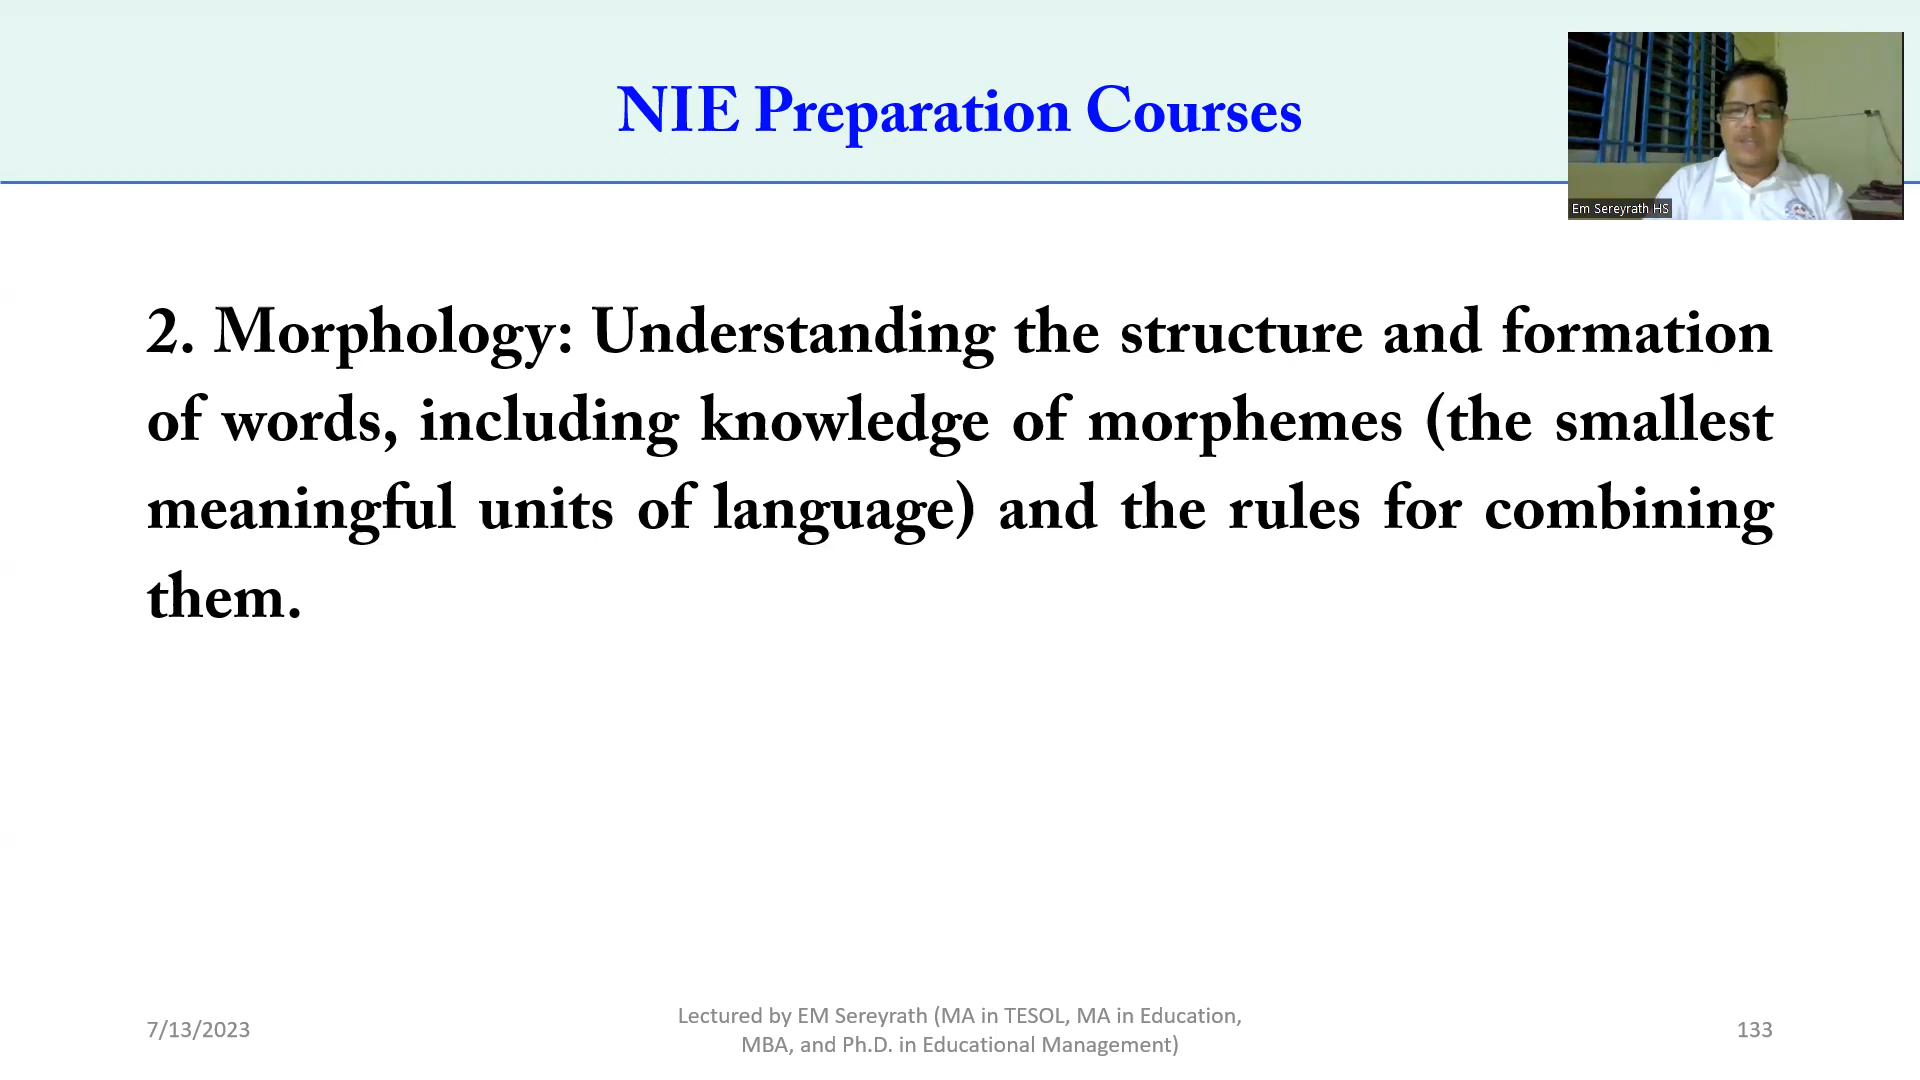 NIE Preparation Courses
Em Sereyrath HS
2. Morphology: Understanding the structure and formation
of words, including knowledge of morphemes (the smallest
meaningful units of language) and the rules for combining
them.
7/13/2023
Lectured by EM Sereyrath (MA in TESOL, MA in Education,
MBA, and Ph.D. in Educational Management)
133